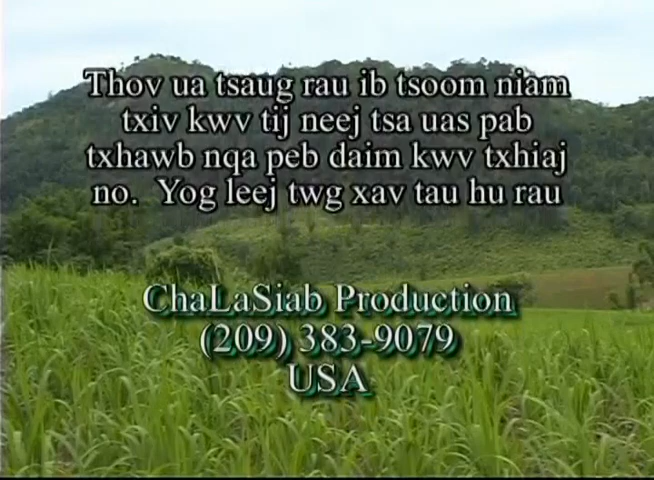 Thov ua tsaug rau ib tsoom niam
txiv kwv tij neej tsa uas pab
txhawb nqa peb daim kwv txhiaj
no. Yog leej twg xav tau hu rau
ChaLaSiab Production
(209) 383-9079
USA